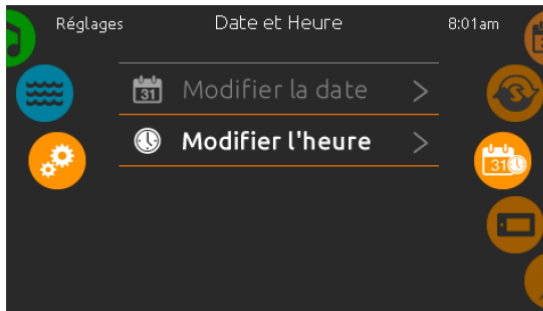 Réglages Date et Heure 8:01am
31 Modifier la date >
Modifier l'heure >
31